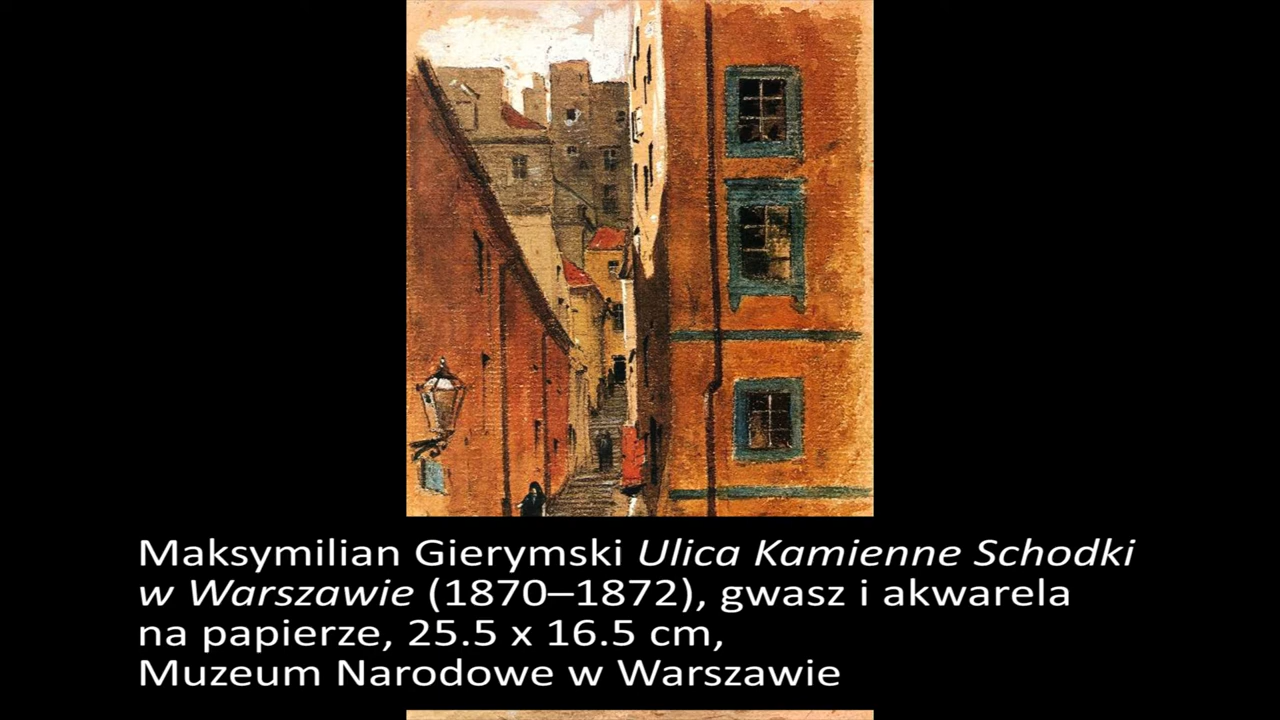 Maksymilian Gierymski Ulica Kamienne Schodki
w Warszawie (1870–1872), gwasz i akwarela
na papierze, 25.5 x 16.5 cm,
Muzeum Narodowe w Warszawie